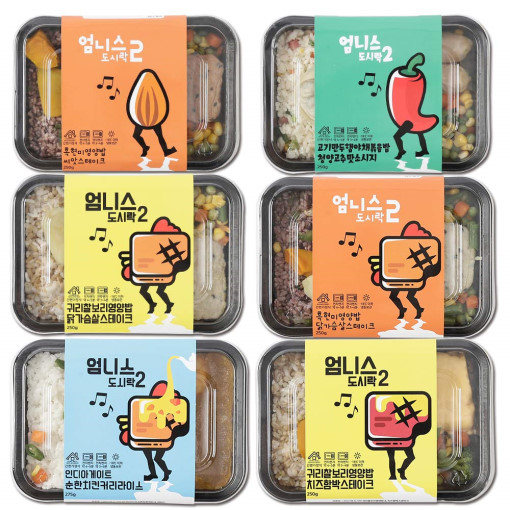 엄니스
도시락2
흑현미영양밥
씨앗스테이크
250g
엄니스
도시락2
고기만두맵야채볶음밥
청양고추맛소시지
엄니스
도시락2
귀리찰보리영양밥
닭가슴살스테이크
250g
엄니스
도시락2
흑현미영양밥
닭가슴살스테이크
250g
엄니스
도시락2
인디아게이트
순한치킨커리라이스
275g
엄니스
도시락2
귀리찰보리영양밥
치즈함박스테이크
250g